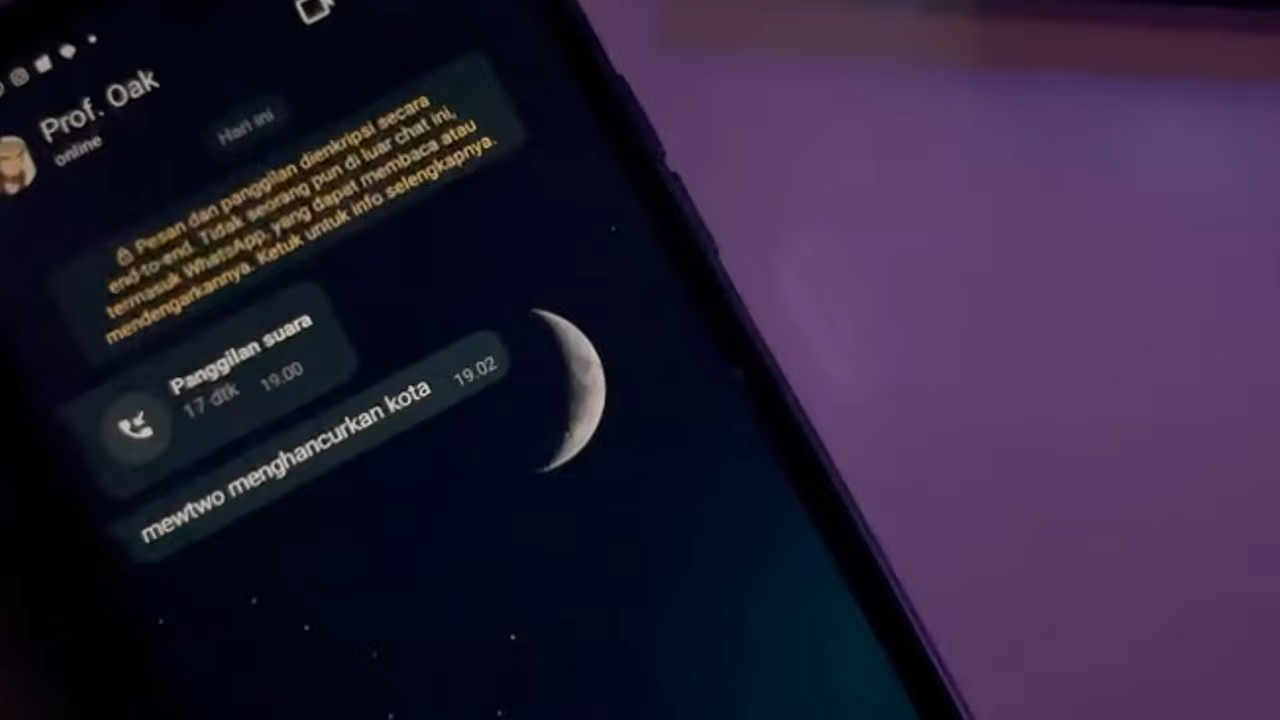 Prof. Oak
online
Hari ini
Pesan dan panggilan dienkripsi secara
end-to-end. Tidak seorang pun di luar chat ini,
termasuk WhatsApp, yang dapat membaca atau
mendengarkannya. Ketuk untuk info selengkapnya.
Panggilan suara
17 dtk 19.00
mewtwo menghancurkan kota 19.02